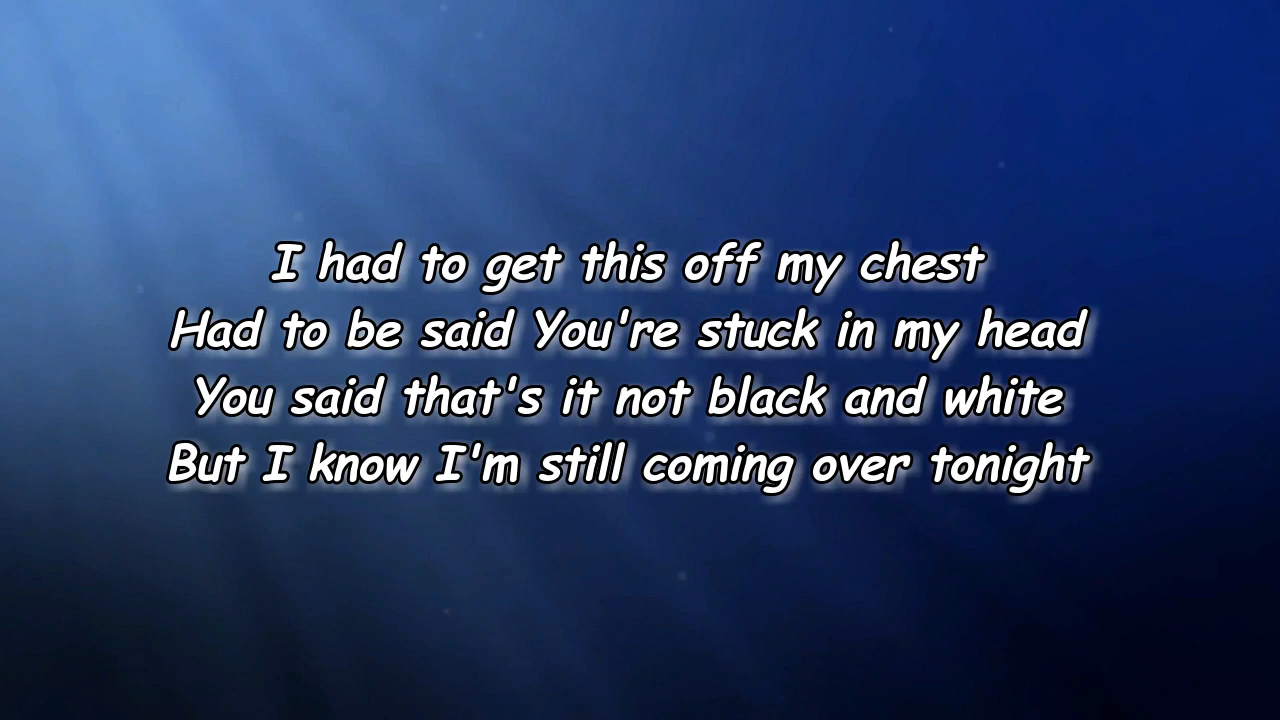 I had to get this off my chest
Had to be said You're stuck in my head
You said that's it not black and white
But I know I'm still coming over tonight